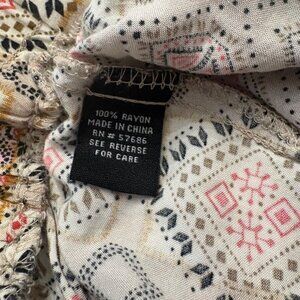 100% RAYON
MADE IN CHINA
RN # 57686
SEE REVERSE
FOR CARE